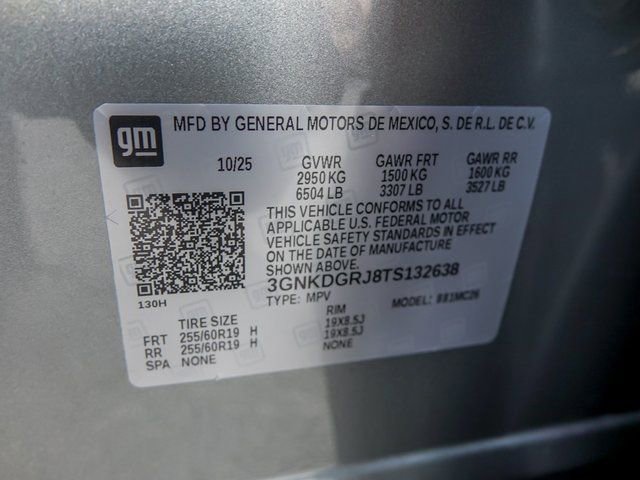 gm
MFD BY GENERAL MOTORS DE MEXICO, S. DE R.L. DE C.V.
10/25 GVWR GAWR FRT GAWR RR
2950 KG 1500 KG 1600 KG
6504 LB 3307 LB 3527 LB
THIS VEHICLE CONFORMS TO ALL
APPLICABLE U.S. FEDERAL MOTOR
VEHICLE SAFETY STANDARDS IN EFFECT
ON THE DATE OF MANUFACTURE
SHOWN ABOVE.
3GNKDGRJ8TS132638
130H
TYPE: MPV MODEL: BB1MC26
TIRE SIZE RIM
FRT 255/60R19 H 19X8.5J
RR 255/60R19 H 19X8.5J
SPA NONE NONE